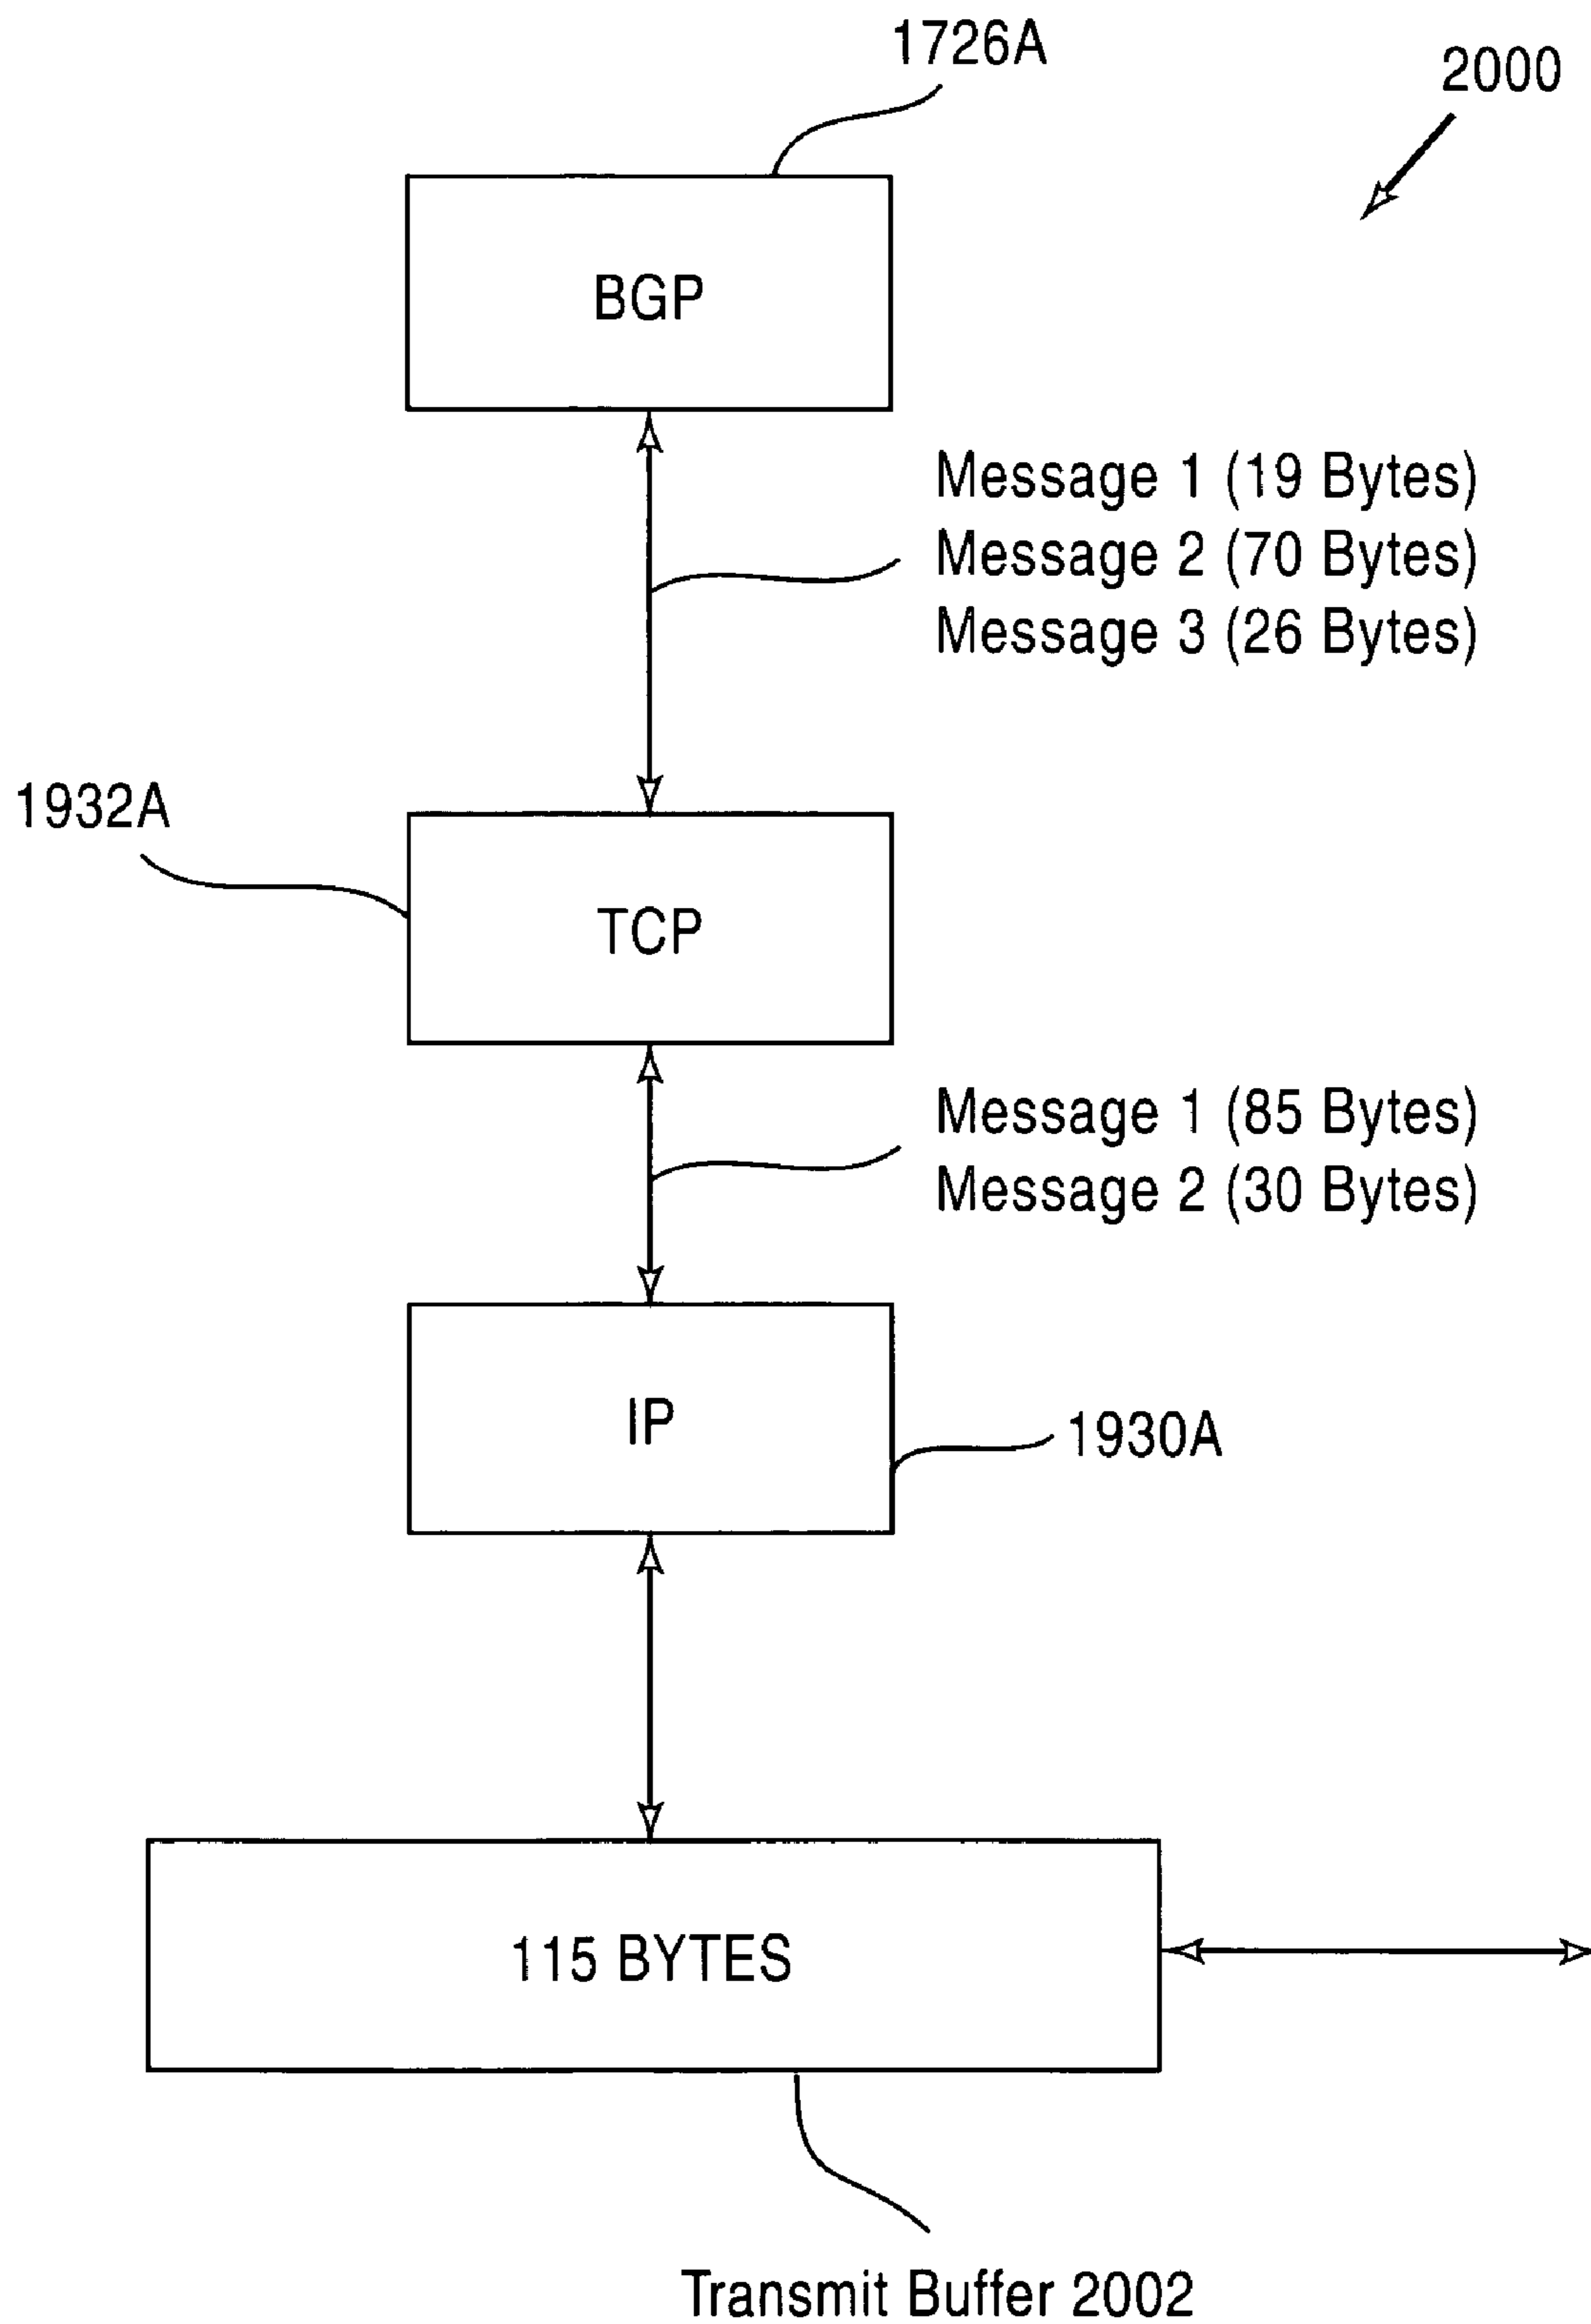 1726A
2000
BGP
Message 1 (19 Bytes)
Message 2 (70 Bytes)
Message 3 (26 Bytes)
1932A
TCP
Message 1 (85 Bytes)
Message 2 (30 Bytes)
IP
1930A
115 BYTES
Transmit Buffer 2002